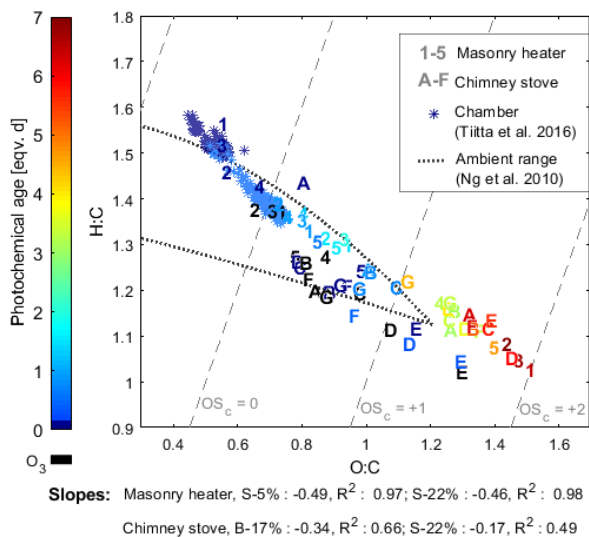 7
6
5
4
3
2
1
0
Photochemical age [eqv. d]
O3
1.8
1.7
1.6
1.5
1.4
1.3
1.2
1.1
1
0.9
H:C
1-5 Masonry heater
A-F Chimney stove
Chamber
(Tiitta et al. 2016)
Ambient range
(Ng et al. 2010)
OSc = 0
OSc = +1
OSc = +2
0.4 0.6 0.8 1 1.2 1.4 1.6
O:C
Slopes: Masonry heater, S-5% : -0.49, R² : 0.97; S-22% : -0.46, R² : 0.98
Chimney stove, B-17% : -0.34, R² : 0.66; S-22% : -0.17, R² : 0.49